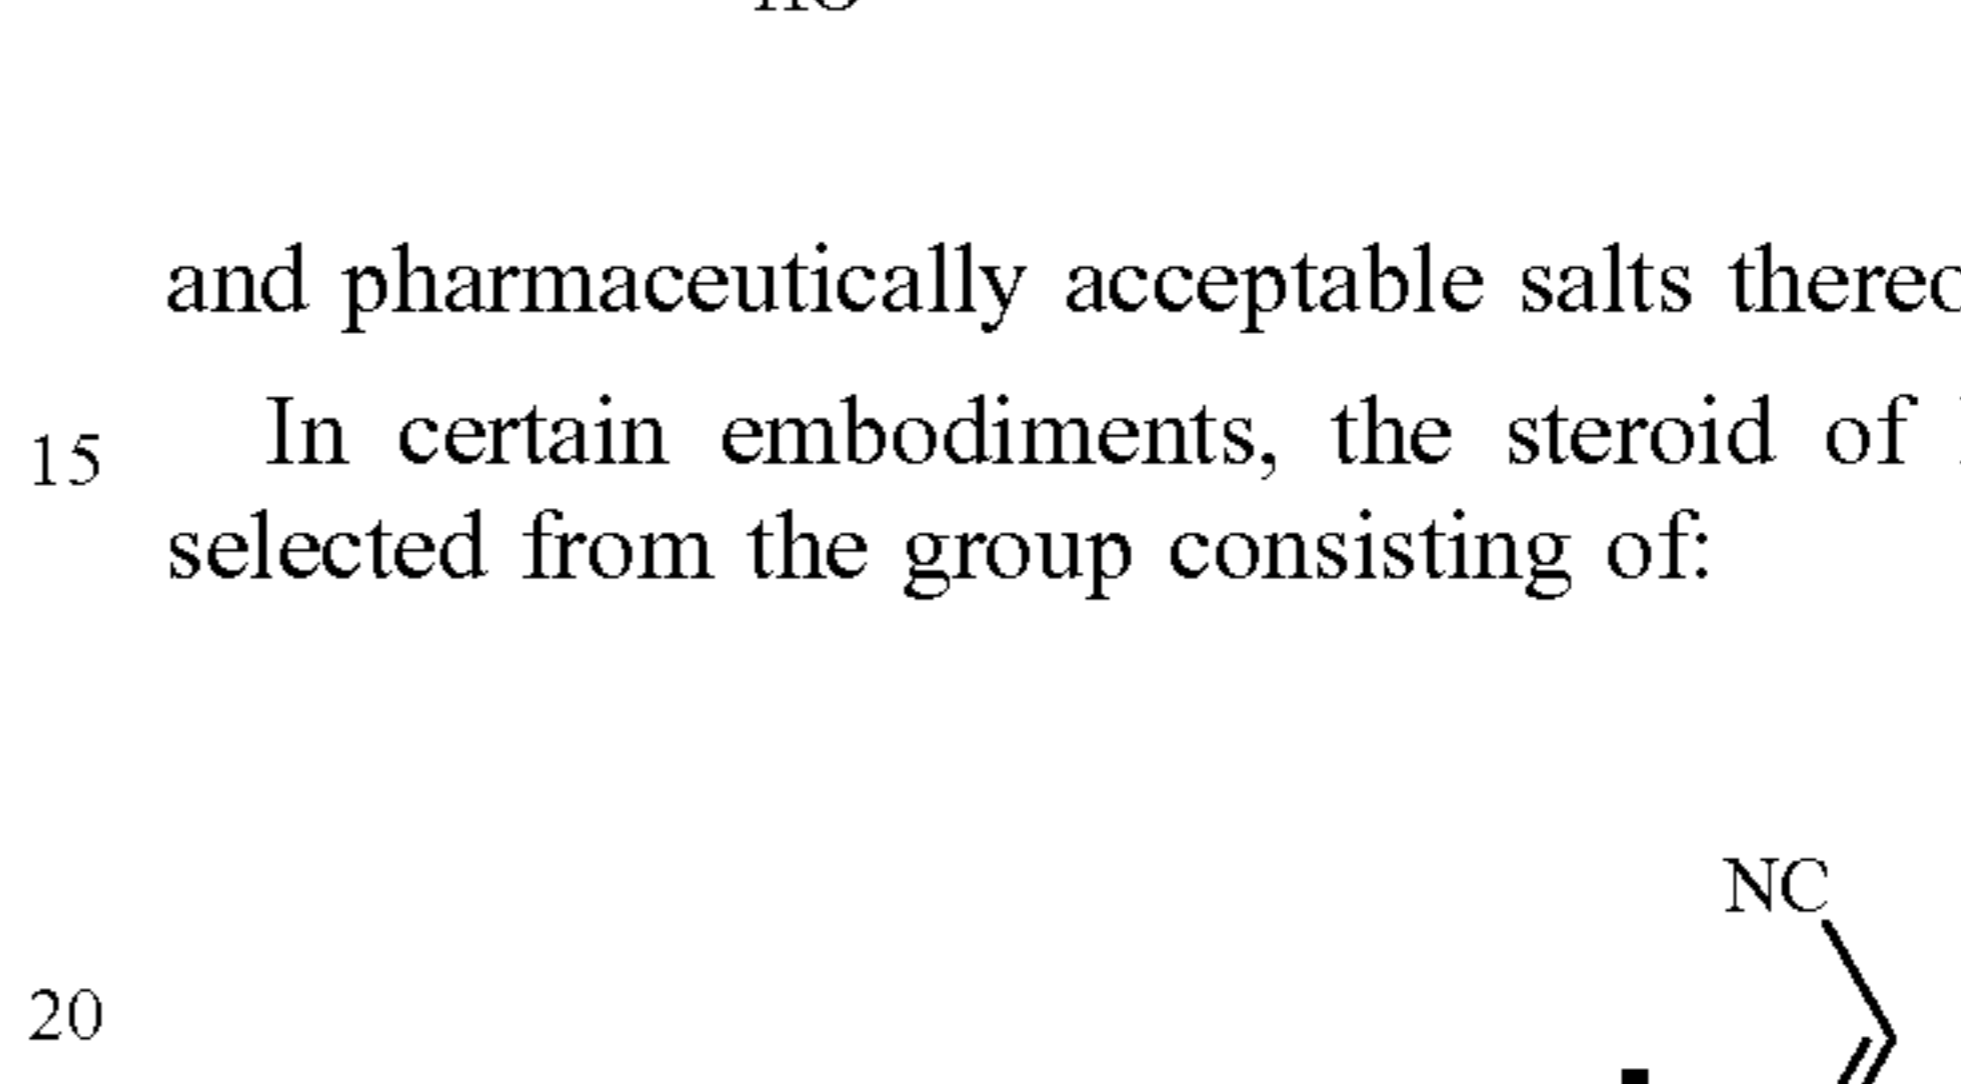 HO
and pharmaceutically acceptable salts
15 In certain embodiments, the steroid of
selected from the group consisting of:
NC
20